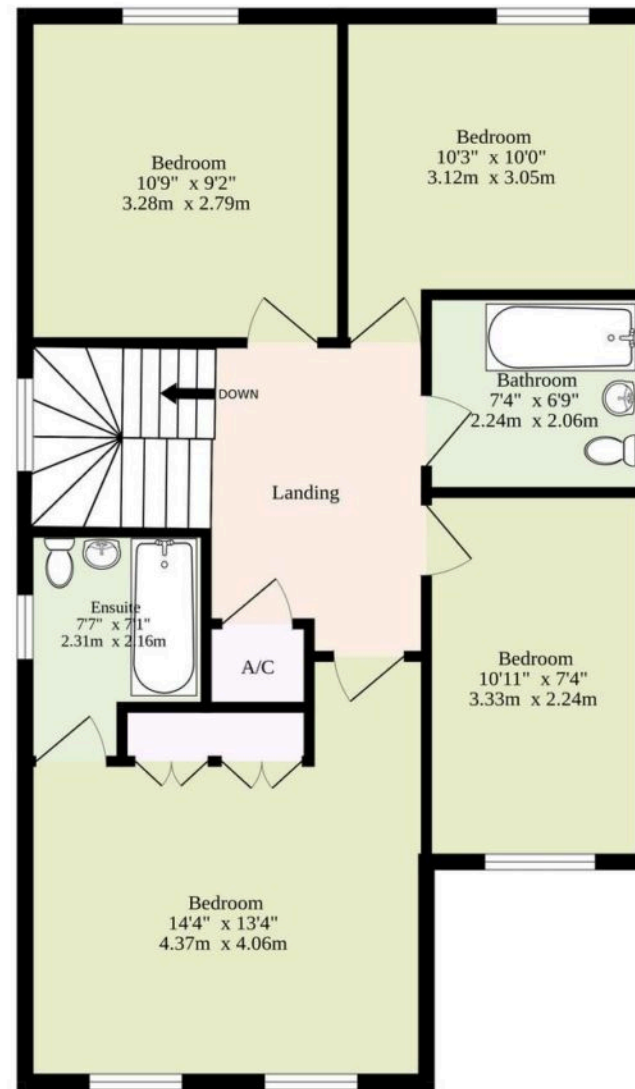 Bedroom
10'9" x 9'2"
3.28m x 2.79m
Bedroom
10'3" x 10'0"
3.12m x 3.05m
Bathroom
7'4" x 6'9"
2.24m x 2.06m
DOWN
Landing
Ensuite
7'7" x 7'1"
2.31m x 2.16m
A/C
Bedroom
10'11" x 7'4"
3.33m x 2.24m
Bedroom
14'4" x 13'4"
4.37m x 4.06m